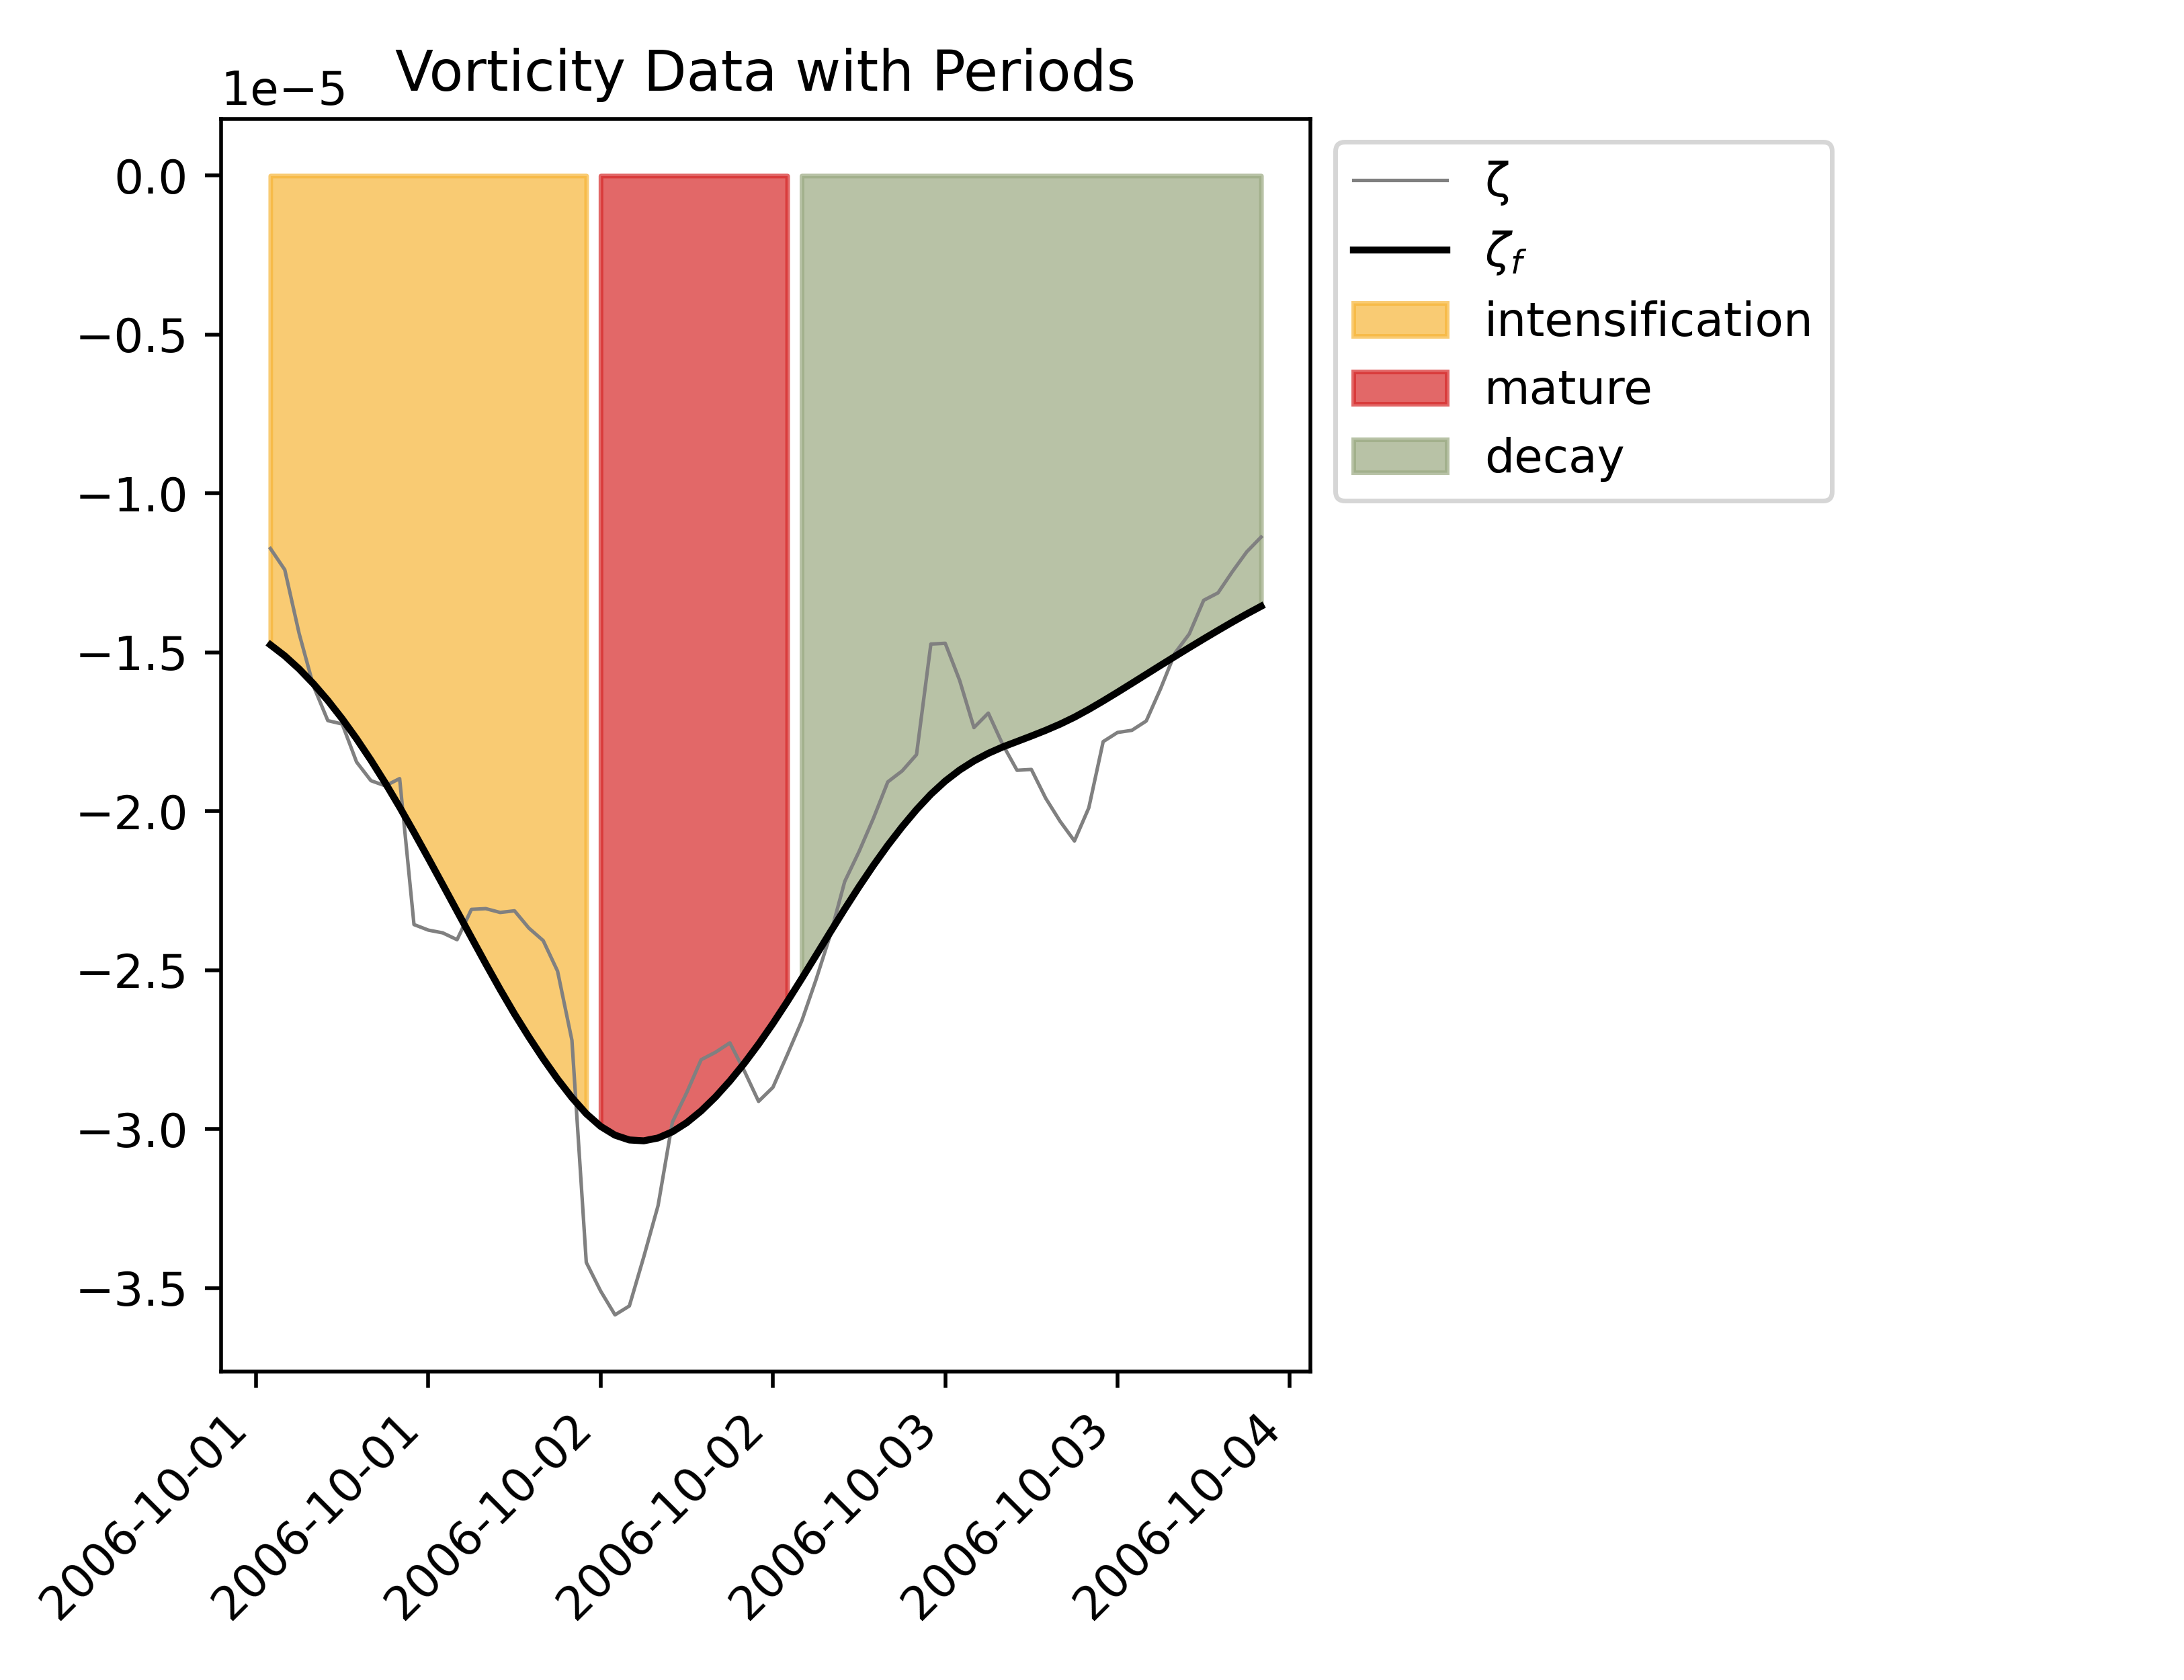 Vorticity Data with Periods
1e−5
0.0
−0.5
−1.0
−1.5
−2.0
−2.5
−3.0
−3.5
2006-10-01
2006-10-01
2006-10-02
2006-10-02
2006-10-03
2006-10-03
2006-10-04
ζ
ζf
intensification
mature
decay